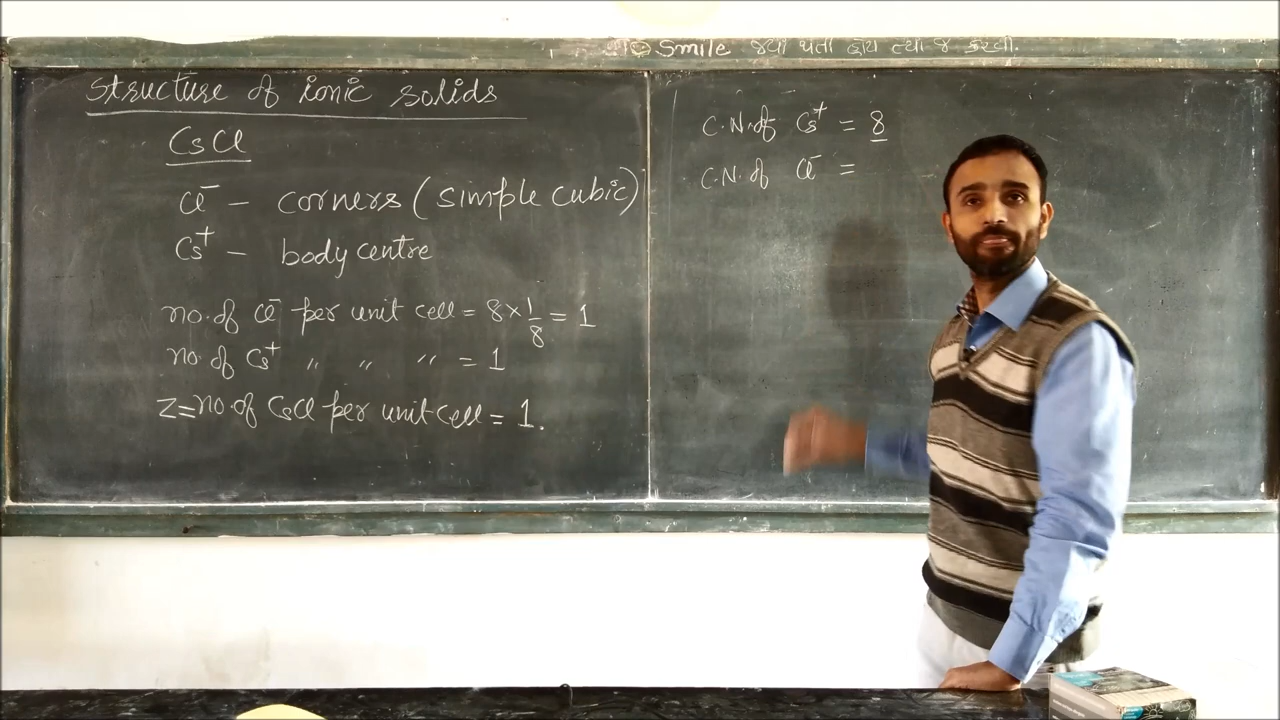 ☺ Smile જ્યાં થતી હોય ત્યાં જ કરવી.
Structure of ionic solids
CsCl
Cl⁻ – corners (simple cubic)
Cs⁺ – body centre
no. of Cl⁻ per unit cell = 8 × 1/8 = 1
no. of Cs⁺ " " " = 1
Z = no. of CsCl per unit cell = 1.
C.N. of Cs⁺ = 8
C.N. of Cl⁻ =